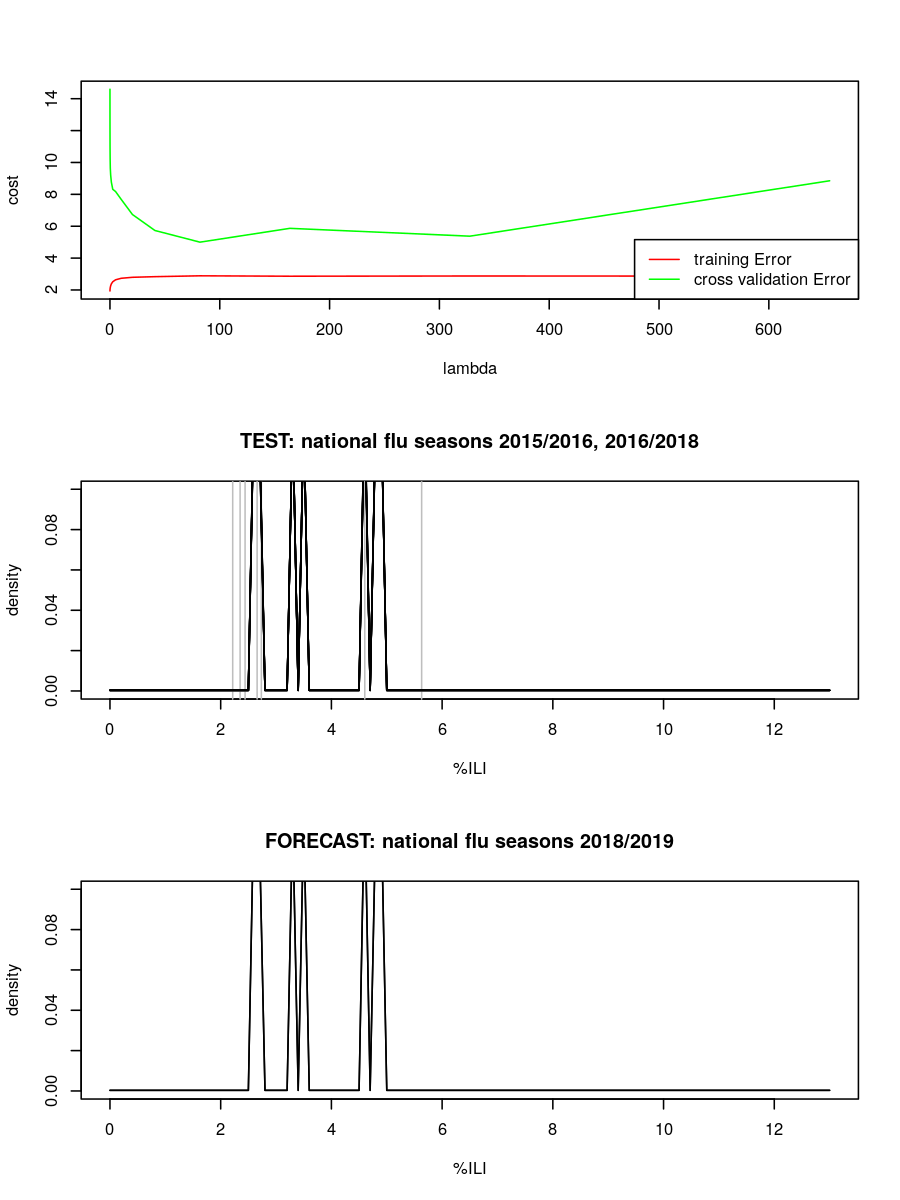 cost
14
10
8
6
4
2
training Error
cross validation Error
0 100 200 300 400 500 600
lambda
TEST: national flu seasons 2015/2016, 2016/2018
density
0.08
0.04
0.00
0 2 4 6 8 10 12
%ILI
FORECAST: national flu seasons 2018/2019
density
0.08
0.04
0.00
0 2 4 6 8 10 12
%ILI